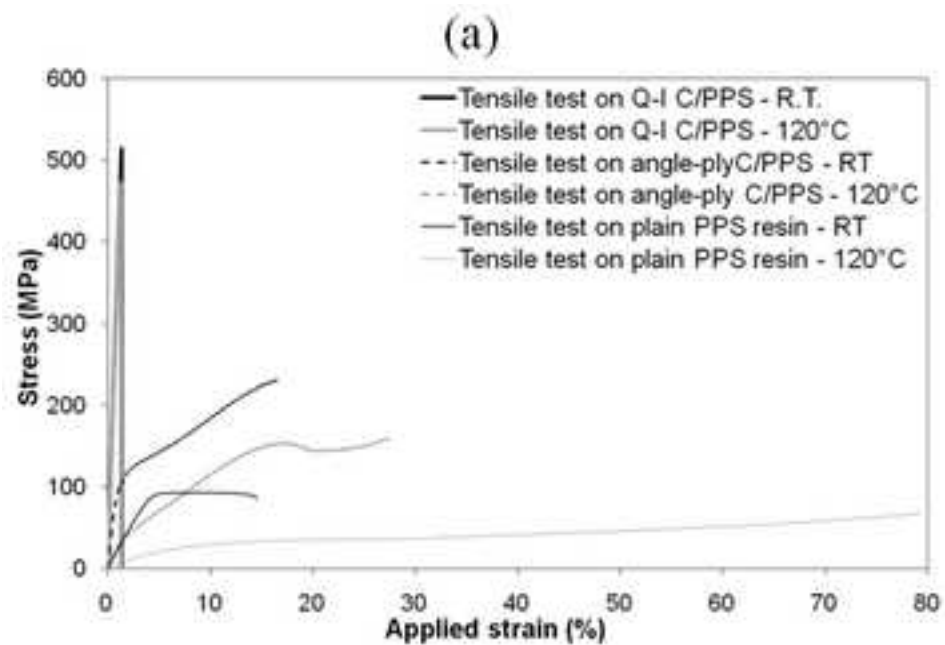 (a)
600
500
400
300
200
100
0
Stress (MPa)
Tensile test on Q-I C/PPS - R.T.
Tensile test on Q-I C/PPS - 120°C
Tensile test on angle-plyC/PPS - RT
Tensile test on angle-ply C/PPS - 120°C
Tensile test on plain PPS resin - RT
Tensile test on plain PPS resin - 120°C
0 10 20 30 40 50 60 70 80
Applied strain (%)